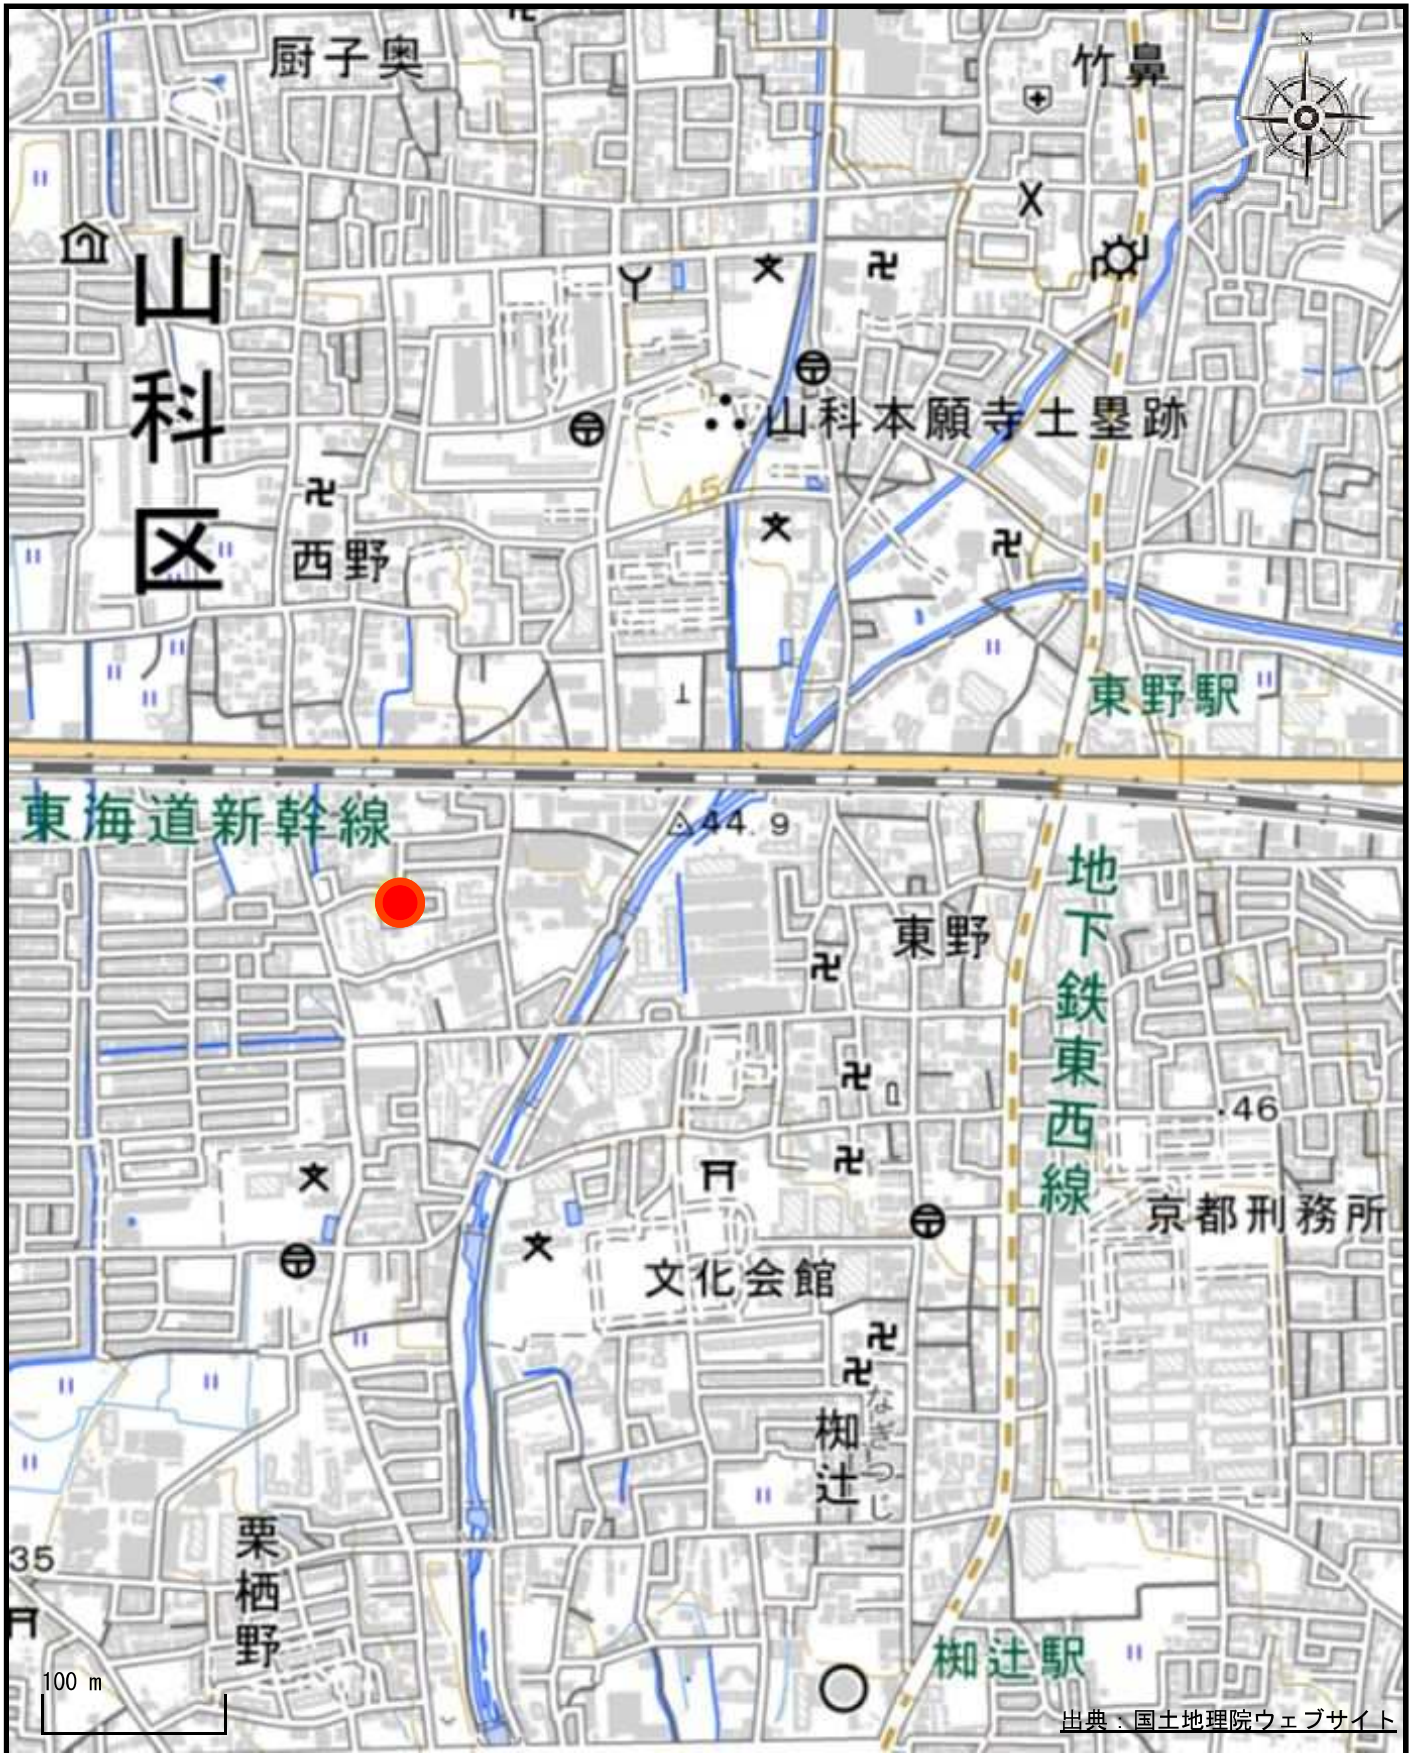 厨子奥
竹鼻
N
山科区
山科本願寺土塁跡
45
西野
東野駅
東海道新幹線
44.9
地下鉄東西線
東野
46
京都刑務所
文化会館
椥辻
なぎつじ
栗栖野
35
椥辻駅
100 m
出典：国土地理院ウェブサイト